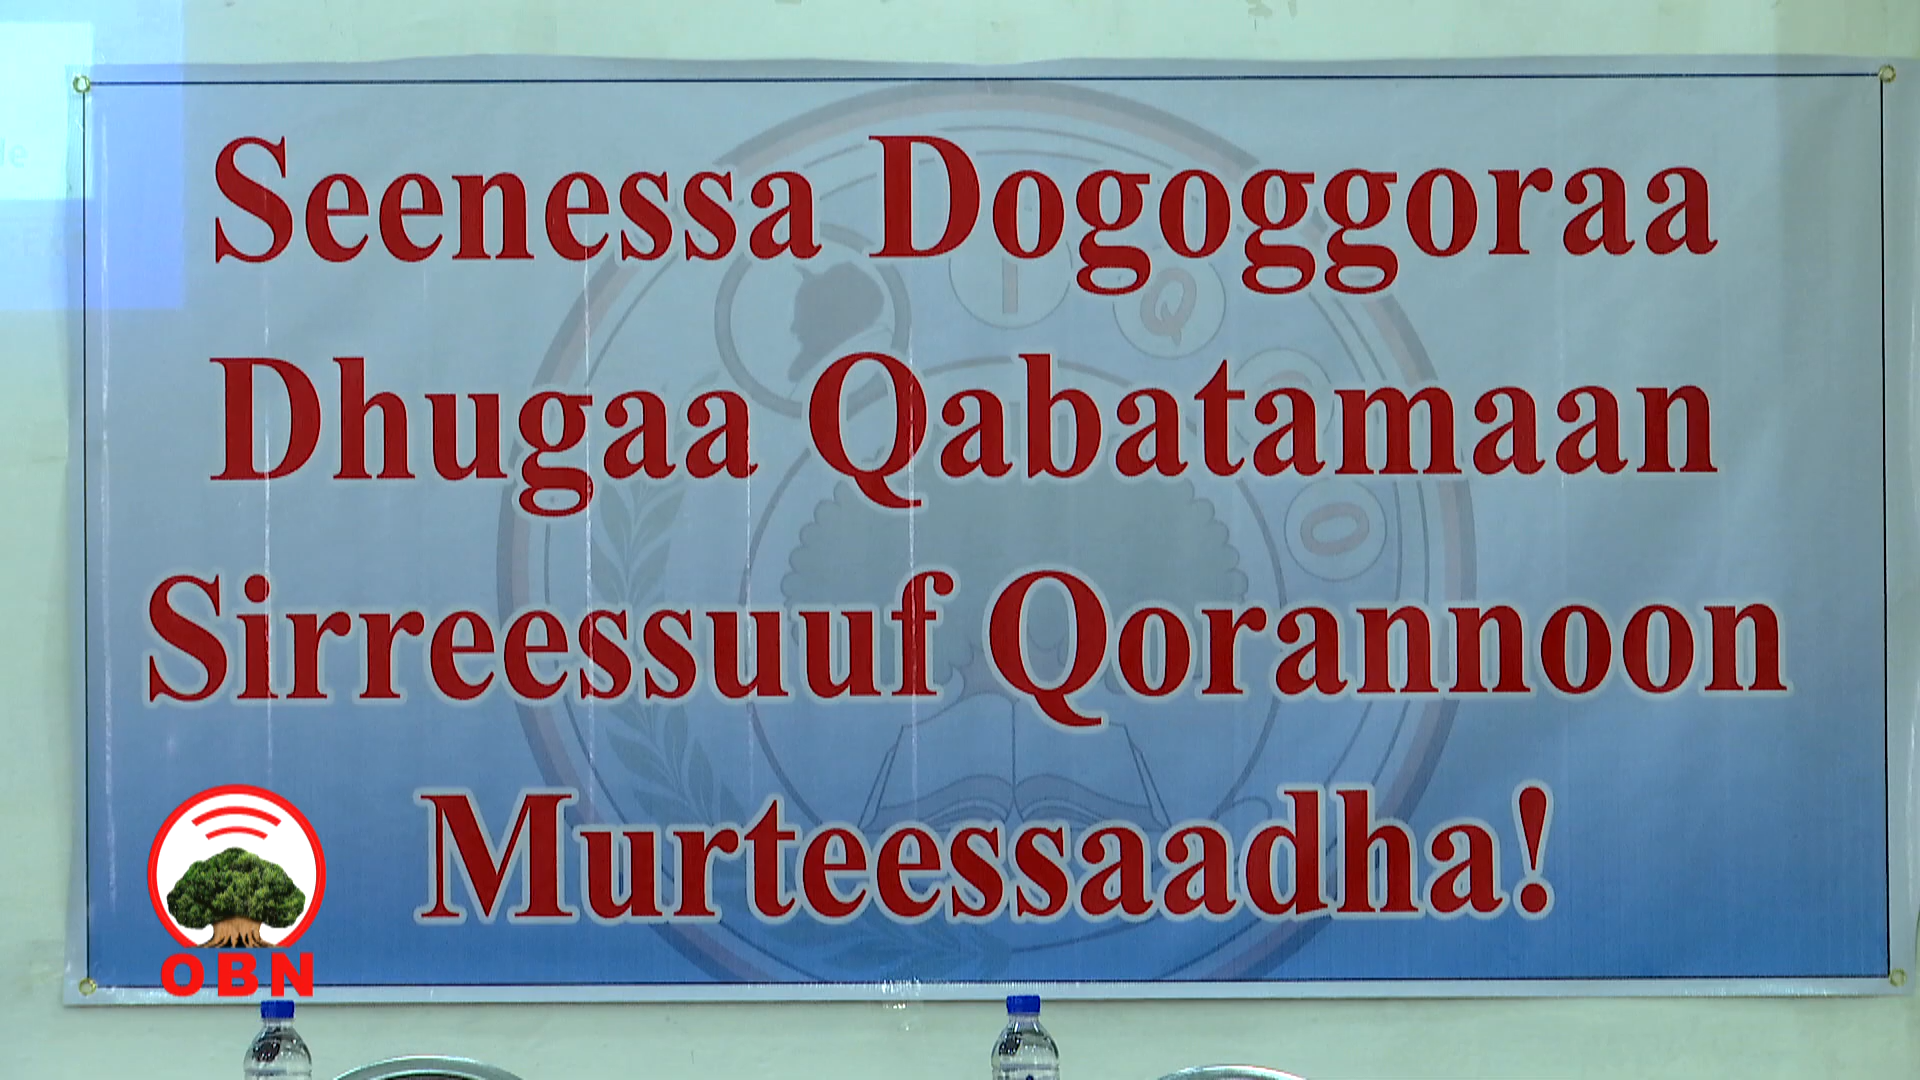 Seenessa Dogoggoraa
Dhugaa Qabatamaan
Sirreessuuf Qorannoon
Murteessaadha!
I Q O
OBN